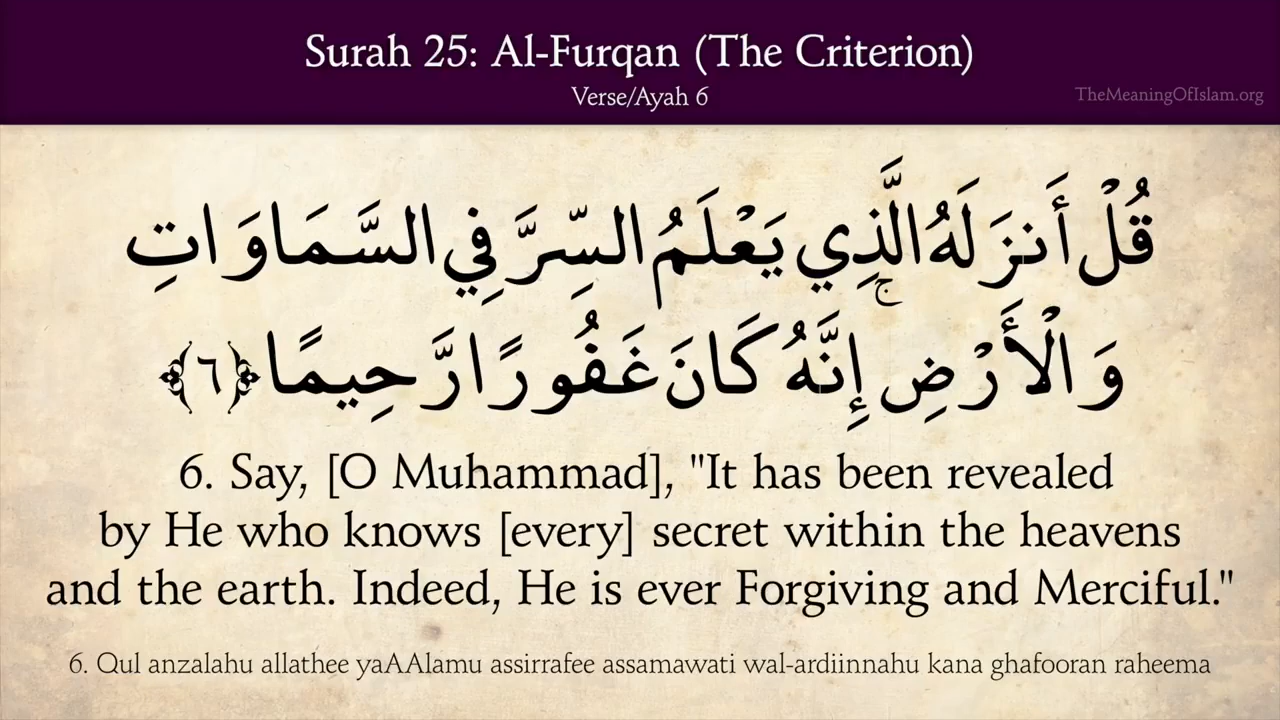 Surah 25: Al-Furqan (The Criterion)
Verse/Ayah 6
TheMeaningOfIslam.org
قُلْ أَنزَلَهُ الَّذِي يَعْلَمُ السِّرَّ فِي السَّمَاوَاتِ
وَالْأَرْضِ ۚ إِنَّهُ كَانَ غَفُورًا رَّحِيمًا ﴿٦﴾
6. Say, [O Muhammad], "It has been revealed
by He who knows [every] secret within the heavens
and the earth. Indeed, He is ever Forgiving and Merciful."
6. Qul anzalahu allathee yaAAlamu assirrafee assamawati wal-ardiinnahu kana ghafooran raheema